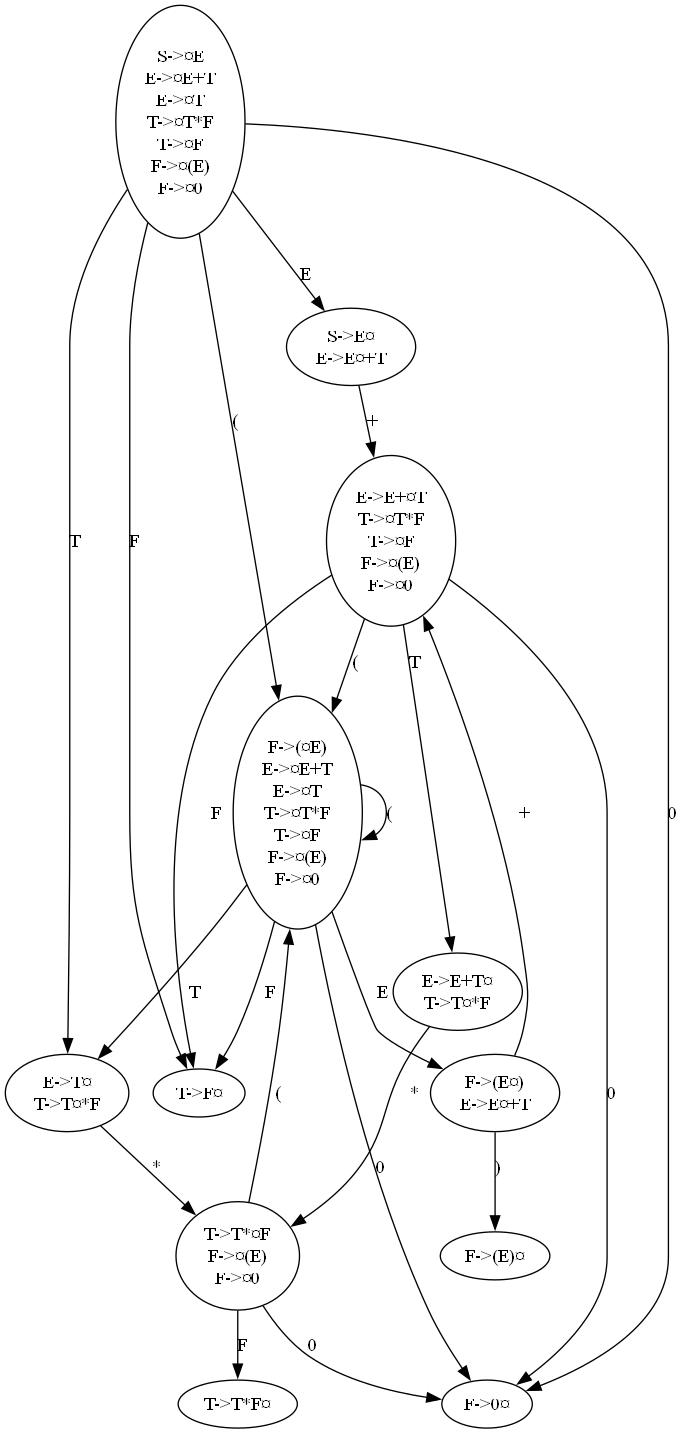 S->¤E
E->¤E+T
E->¤T
T->¤T*F
T->¤F
F->¤(E)
F->¤0
E
S->E¤
E->E¤+T
(
+
E->E+¤T
T->¤T*F
T->¤F
F->¤(E)
F->¤0
T
F
(
T
F->(¤E)
E->¤E+T
E->¤T
T->¤T*F
T->¤F
F->¤(E)
F->¤0
F
(
+
0
T
F
E
E->E+T¤
T->T¤*F
E->T¤
T->T¤*F
T->F¤
(
*
F->(E¤)
E->E¤+T
0
*
0
)
T->T*¤F
F->¤(E)
F->¤0
F->(E)¤
F
0
T->T*F¤
F->0¤